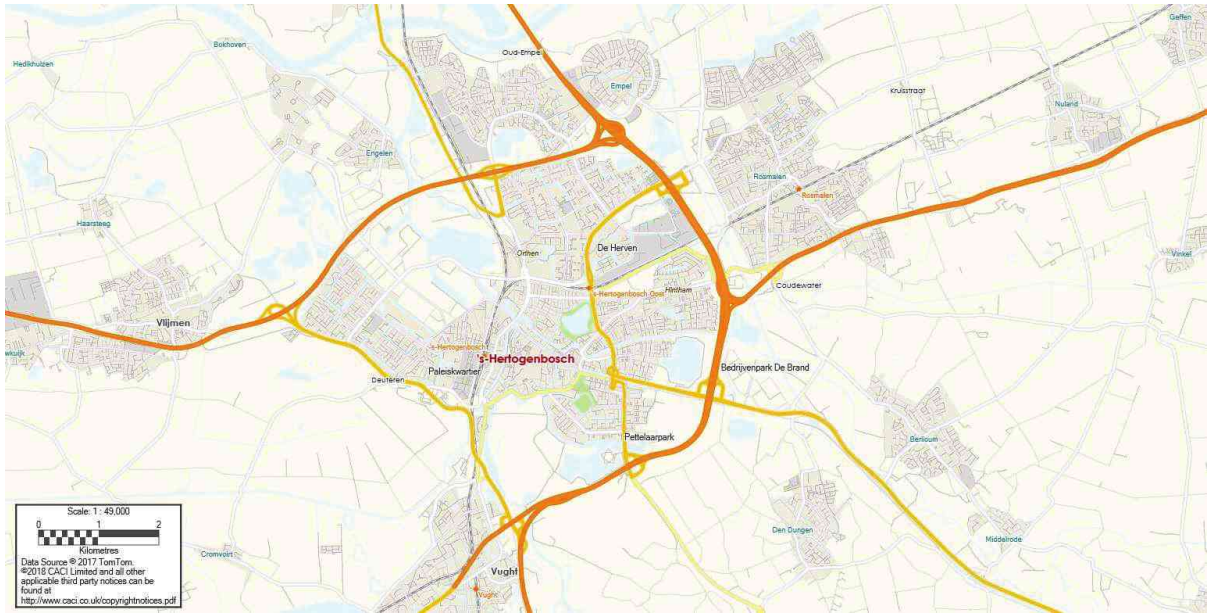 Geffen
Bokhoven
Oud-Empel
Hedikhuizen
Empel
Kruisstraat
Nuland
Engelen
Rosmalen
Rosmalen
Haarsteeg
De Herven
Orthen
Vinkel
Coudewater
's-Hertogenbosch Oost
Hintham
Vlijmen
's-Hertogenbosch
's-Hertogenbosch
Paleiskwartier
Bedrijvenpark De Brand
Deuteren
Pettelaarpark
Berlicum
Scale: 1 : 49,000
0 1 2
Kilometres
Data Source © 2017 TomTom.
©2018 CACI Limited and all other
applicable third party notices can be
found at
http://www.caci.co.uk/copyrightnotices.pdf
Den Dungen
Middelrode
Cromvoirt
Vught
Vught